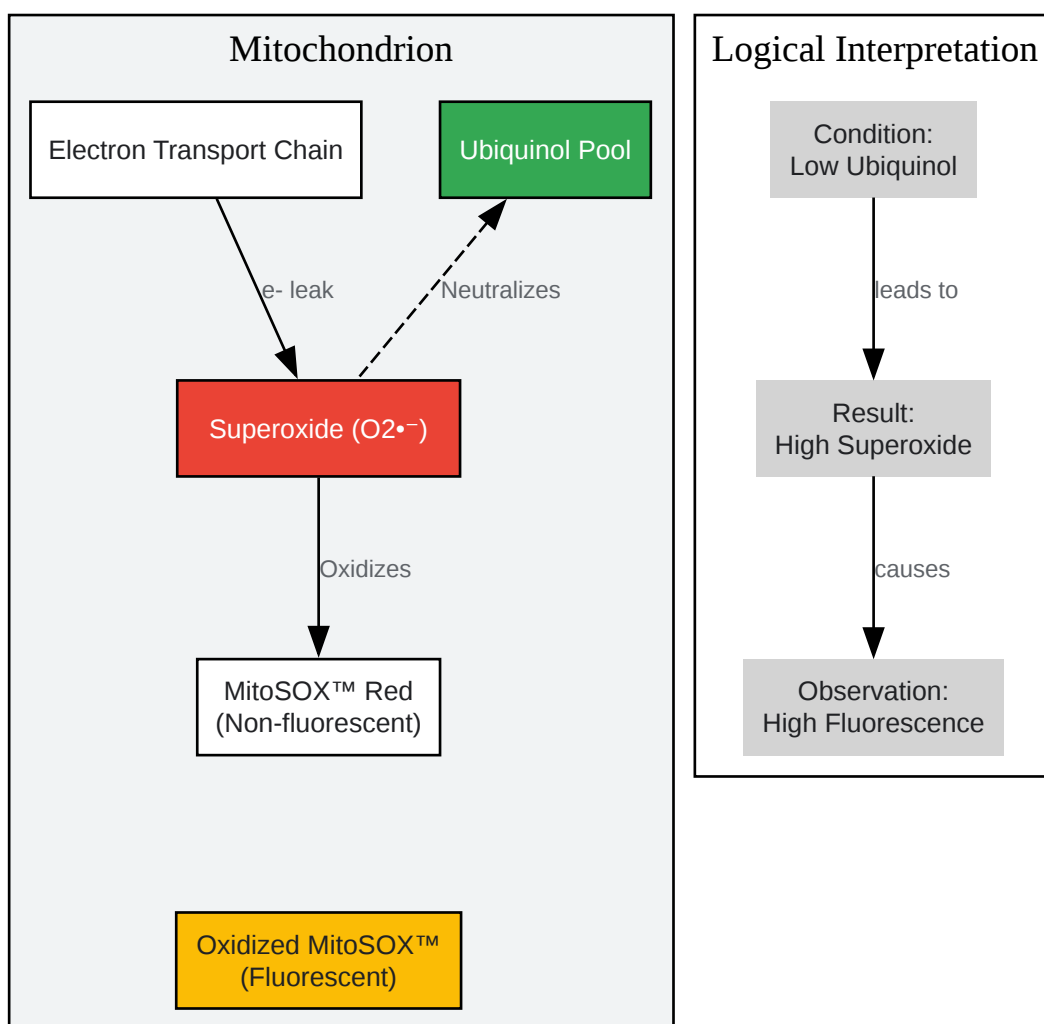 Mitochondrion
Electron Transport Chain
Ubiquinol Pool
e- leak
Neutralizes
Superoxide (O2•⁻)
Oxidizes
MitoSOX™ Red
(Non-fluorescent)
Oxidized MitoSOX™
(Fluorescent)
Logical Interpretation
Condition:
Low Ubiquinol
leads to
Result:
High Superoxide
causes
Observation:
High Fluorescence